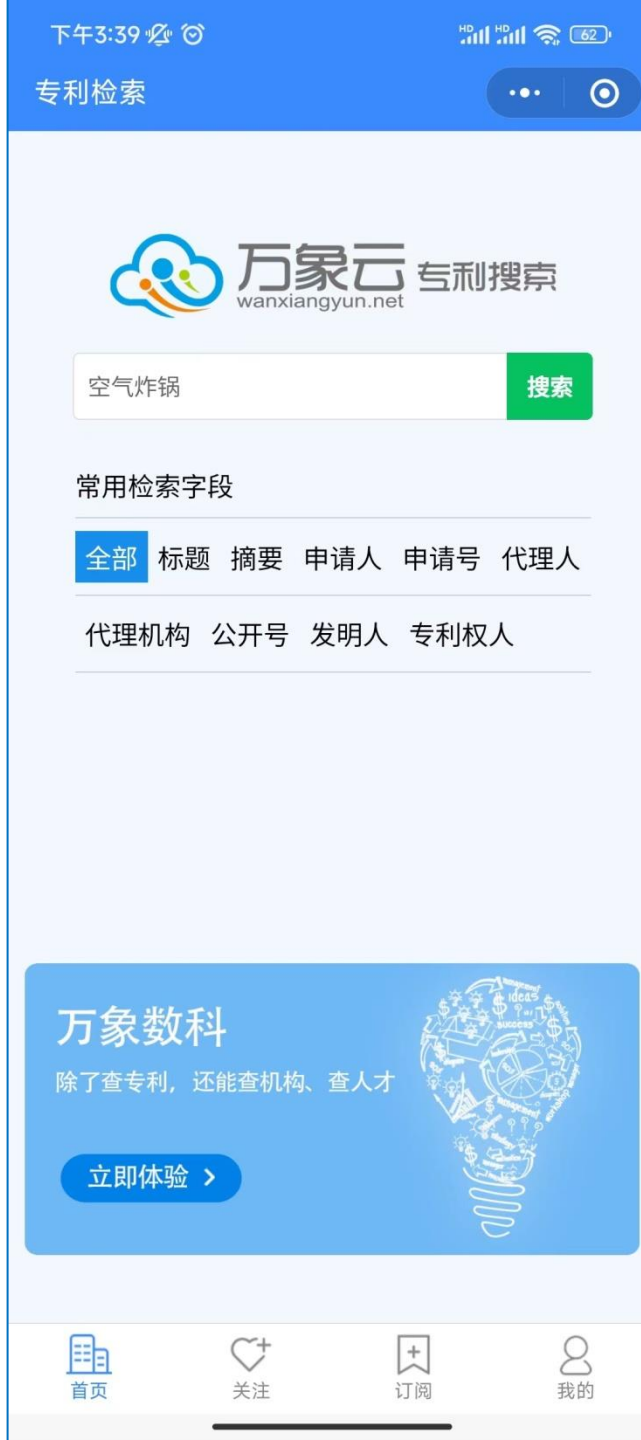 下午3:39
HD HD 62
专利检索
万象云 专利搜索
wanxiangyun.net
空气炸锅 搜索
常用检索字段
全部 标题 摘要 申请人 申请号 代理人
代理机构 公开号 发明人 专利权人
万象数科
除了查专利，还能查机构、查人才
立即体验 >
ideas
success
首页 关注 订阅 我的